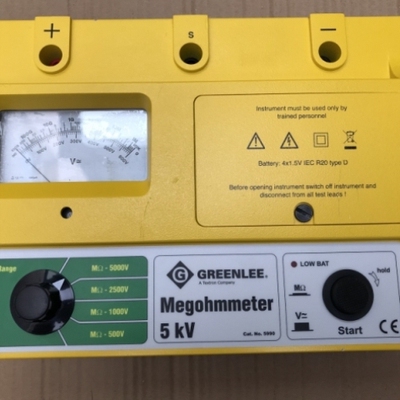 + s −
Instrument must be used only by
trained personnel
Battery: 4x1.5V IEC R20 type D
Before opening instrument switch off instrument and
disconnect from all test leads !
V=
Range
MΩ - 5000V
MΩ - 2500V
MΩ - 1000V
MΩ - 500V
G GREENLEE.
A Textron Company
Megohmmeter
5 kV
Cat. No.
LOW BAT
hold
MΩ
V=
Start
CE